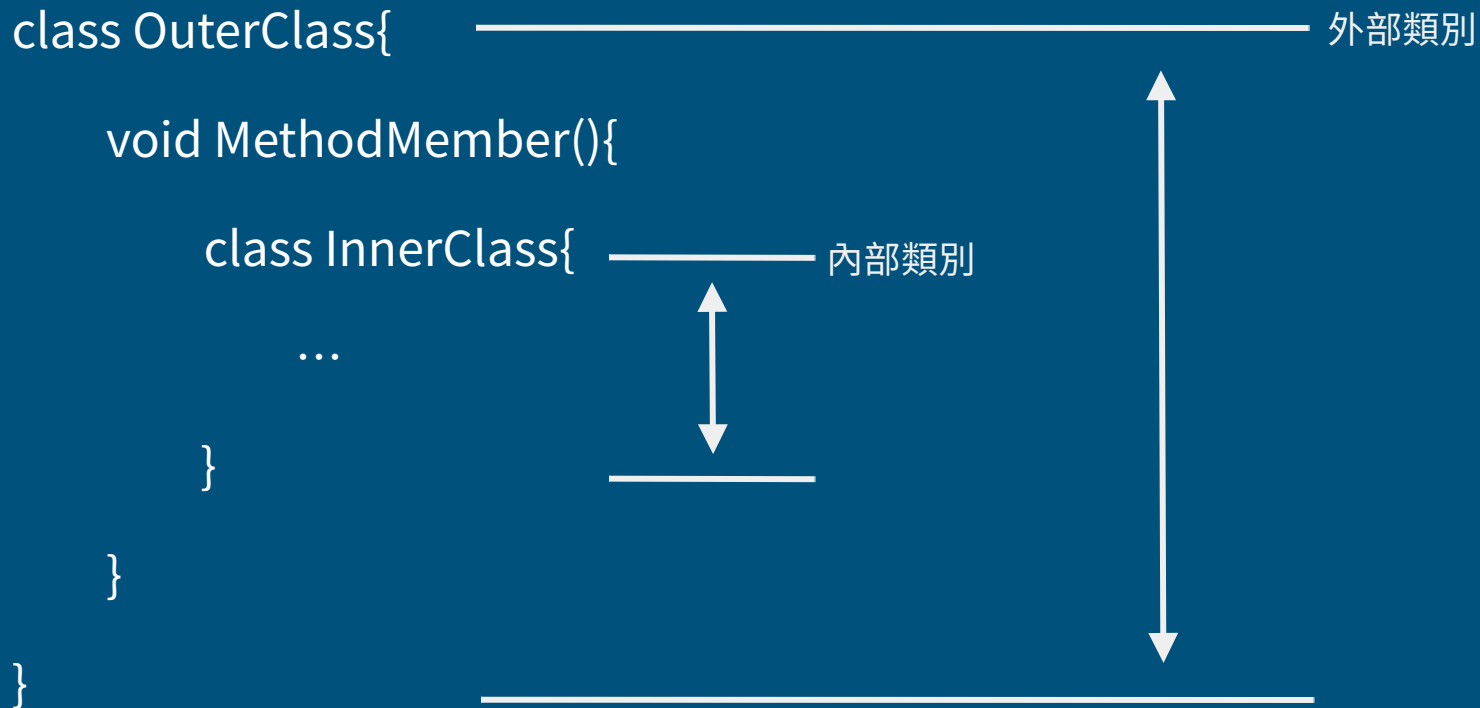 class OuterClass{ 外部類別
void MethodMember(){
class InnerClass{ 內部類別
...
}
}
}